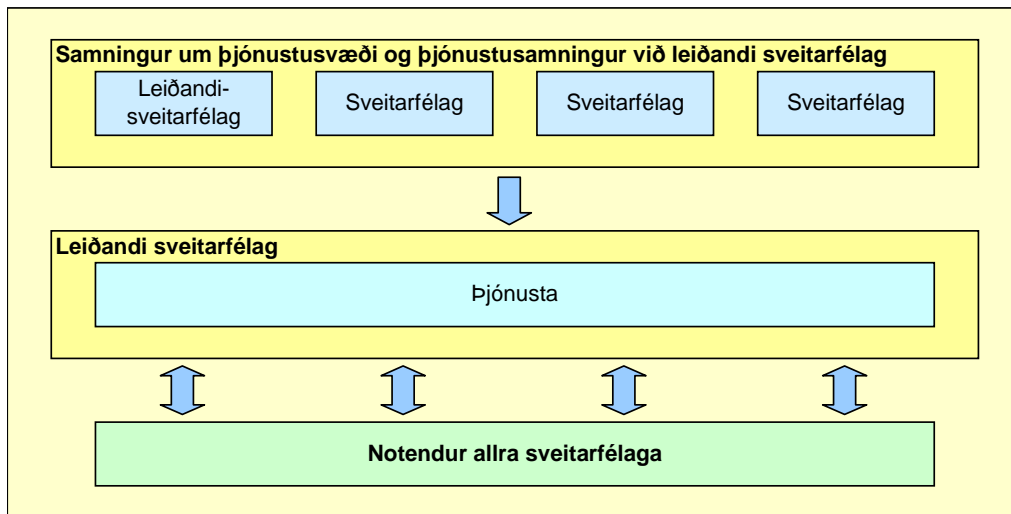 Samningur um þjónustusvæði og þjónustusamningur við leiðandi sveitarfélag
Leiðandi-
sveitarfélag
Sveitarfélag
Sveitarfélag
Sveitarfélag
Leiðandi sveitarfélag
Þjónusta
Notendur allra sveitarfélaga